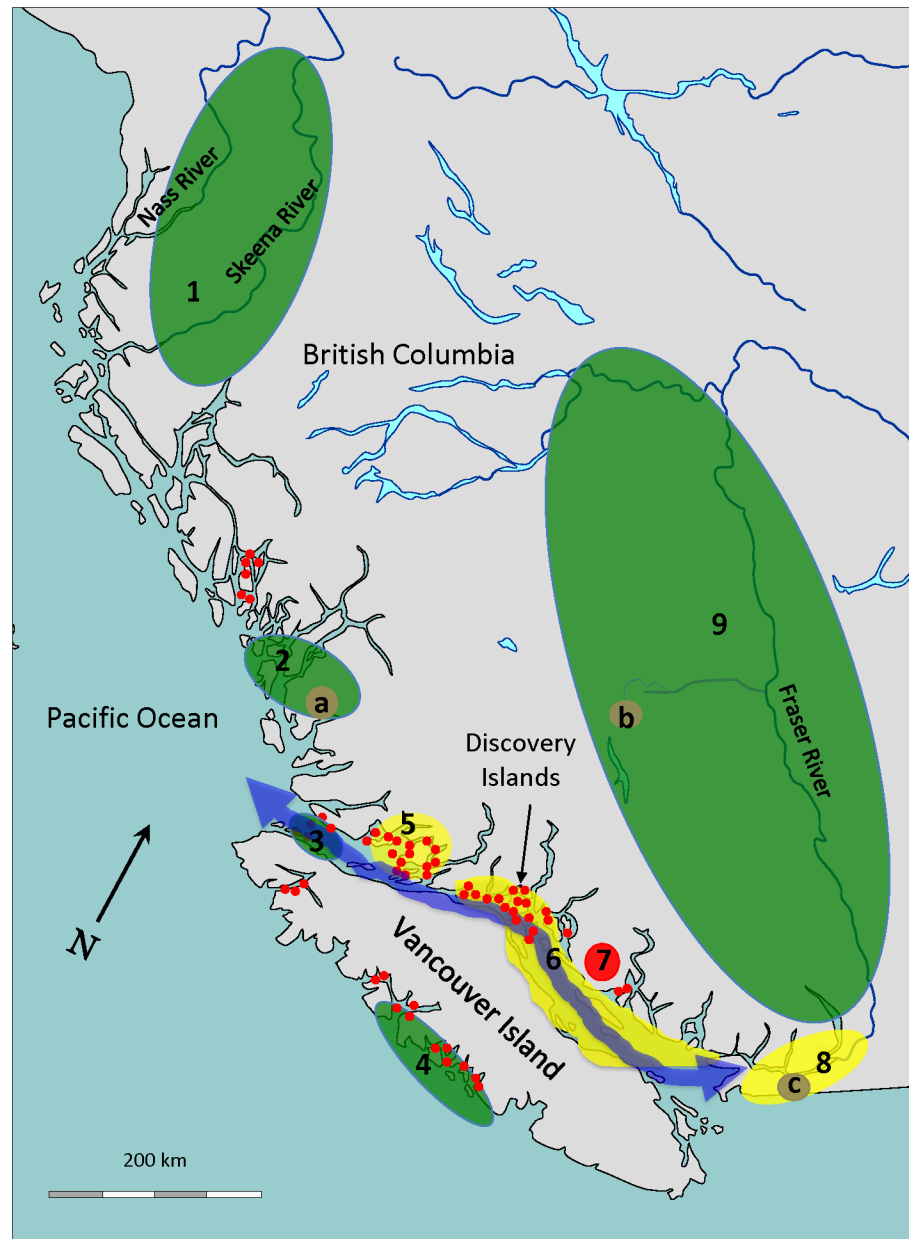 Nass River
Skeena River
1
British Columbia
9
2
a
b
Pacific Ocean
Fraser River
Discovery
Islands
5
3
N
Vancouver Island
6
7
4
8
c
200 km